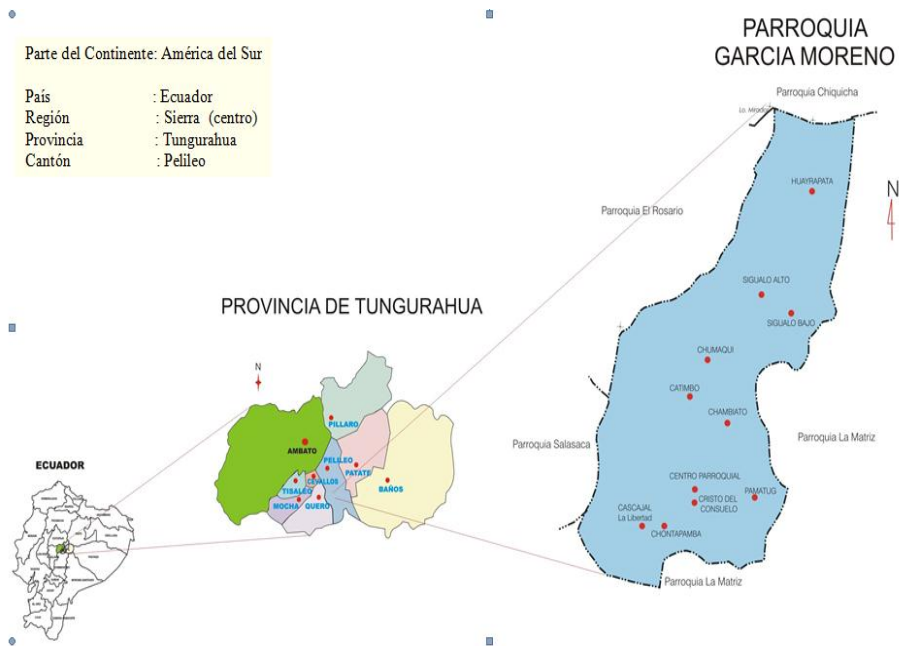 Parte del Continente: América del Sur
País : Ecuador
Región : Sierra (centro)
Provincia : Tungurahua
Cantón : Pelileo
PARROQUIA
GARCIA MORENO
Parroquia Chiquicha
Lo. Mirador
HUAYRAPATA
N
Parroquia El Rosario
SIGUALO ALTO
SIGUALO BAJO
CHUMAQUI
CATIMBO
CHAMBIATO
Parroquia Salasaca
Parroquia La Matriz
CENTRO PARROQUIAL
CRISTO DEL
CONSUELO
PAMATUG
CASCAJAL
La Libertad
CHONTAPAMBA
Parroquia La Matriz
PROVINCIA DE TUNGURAHUA
N
PILLARO
AMBATO
PELILEO
PATATE
CEVALLOS
TISALEO
BAÑOS
MOCHA
QUERO
ECUADOR